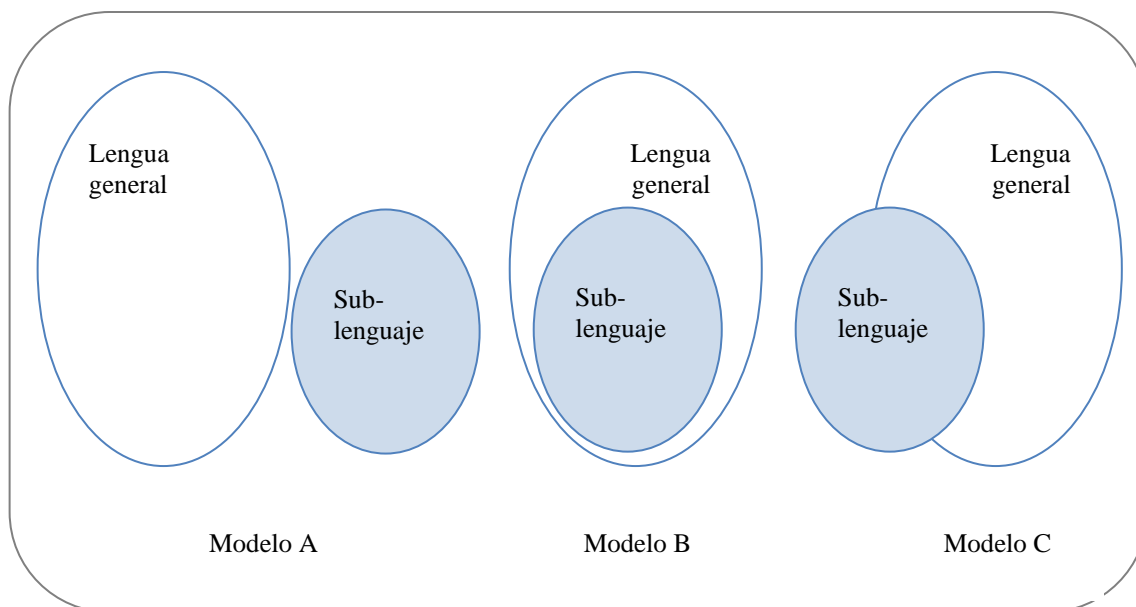 Lengua
general
Sub-
lenguaje
Modelo A
Lengua
general
Sub-
lenguaje
Modelo B
Lengua
general
Sub-
lenguaje
Modelo C